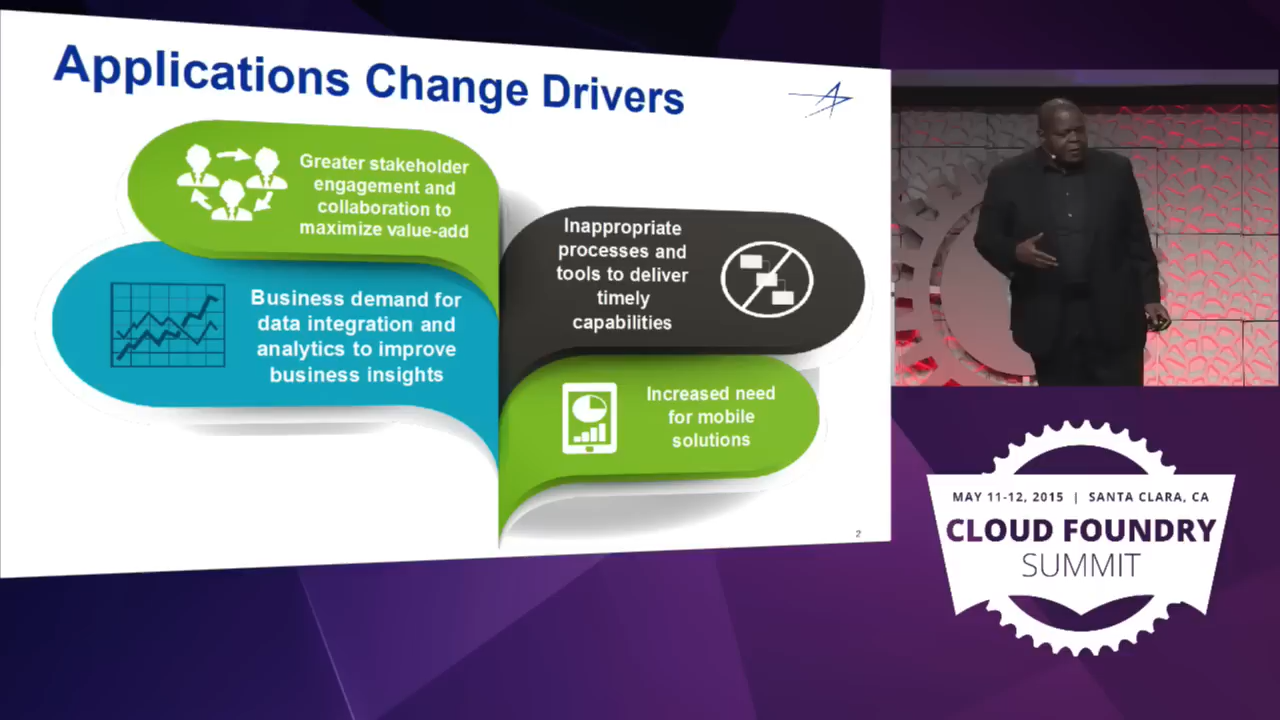 Applications Change Drivers
Greater stakeholder
engagement and
collaboration to
maximize value-add
Business demand for
data integration and
analytics to improve
business insights
Inappropriate
processes and
tools to deliver
timely
capabilities
Increased need
for mobile
solutions
2
MAY 11-12, 2015 | SANTA CLARA, CA
CLOUD FOUNDRY
SUMMIT